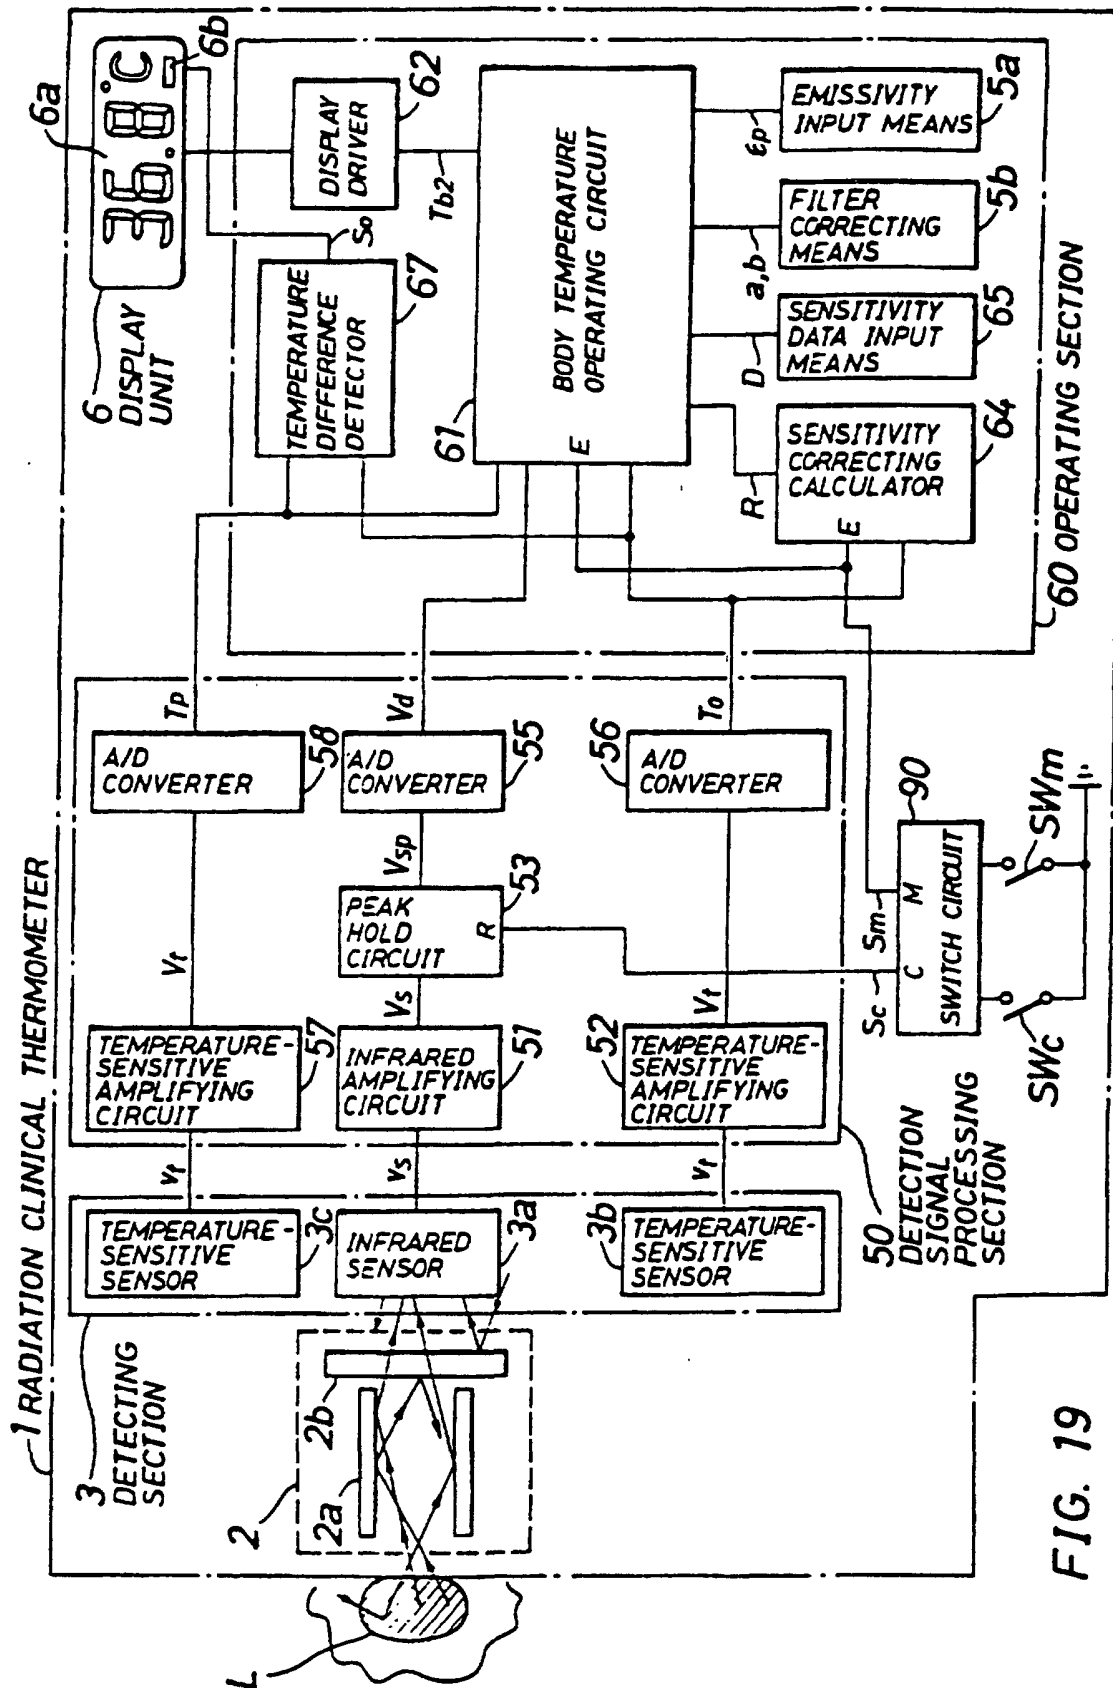 1 RADIATION CLINICAL THERMOMETER
3 DETECTING
SECTION
TEMPERATURE-
SENSITIVE
SENSOR
3c
INFRARED
SENSOR
3a
TEMPERATURE-
SENSITIVE
SENSOR
3b
2
2a
2b
L
vt
vs
vt
TEMPERATURE-
SENSITIVE
AMPLIFYING
CIRCUIT
57
INFRARED
AMPLIFYING
CIRCUIT
51
TEMPERATURE-
SENSITIVE
AMPLIFYING
CIRCUIT
52
Vt
Vs
Vt
PEAK
HOLD
CIRCUIT
R
53
Vsp
A/D
CONVERTER
58
A/D
CONVERTER
55
A/D
CONVERTER
56
Tp
Vd
To
50 DETECTION
SIGNAL
PROCESSING
SECTION
Sc
Sm
C
M
SWITCH CIRCUIT
90
SWc
SWm
6
DISPLAY
UNIT
6a
36.8°C
6b
TEMPERATURE
DIFFERENCE
DETECTOR
67
So
DISPLAY
DRIVER
62
Tb2
61
E
BODY TEMPERATURE
OPERATING CIRCUIT
R
D
a,b
εp
SENSITIVITY
CORRECTING
CALCULATOR
E
64
SENSITIVITY
DATA INPUT
MEANS
65
FILTER
CORRECTING
MEANS
5b
EMISSIVITY
INPUT MEANS
5a
60 OPERATING SECTION
FIG. 19